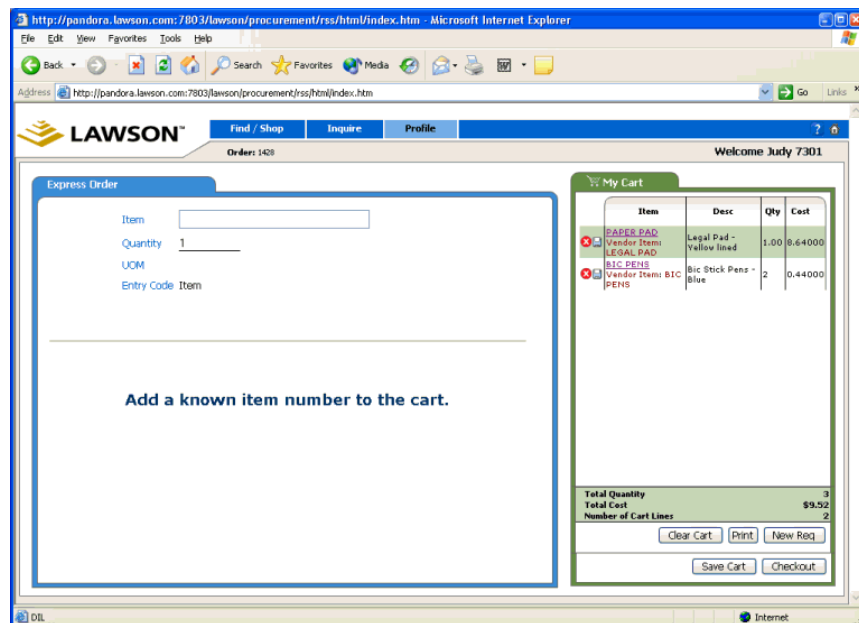 http://pandora.lawson.com:7803/lawson/procurement/rss/html/index.htm - Microsoft Internet Explorer
File Edit View Favorites Tools Help
Back Search Favorites Media
Address http://pandora.lawson.com:7803/lawson/procurement/rss/html/index.htm Go Links »
LAWSON™ Find / Shop Inquire Profile ?
Order: 1420 Welcome Judy 7301
Express Order
Item
Quantity 1
UOM
Entry Code Item
Add a known item number to the cart.
My Cart
Item Desc Qty Cost
PAPER PAD
Vendor Item: LEGAL PAD
Legal Pad - Yellow lined
1.00 8.64000
BIC PENS
Vendor Item: BIC PENS
Bic Stick Pens - Blue
2 0.44000
Total Quantity 3
Total Cost $9.52
Number of Cart Lines 2
Clear Cart Print New Req
Save Cart Checkout
DIL Internet